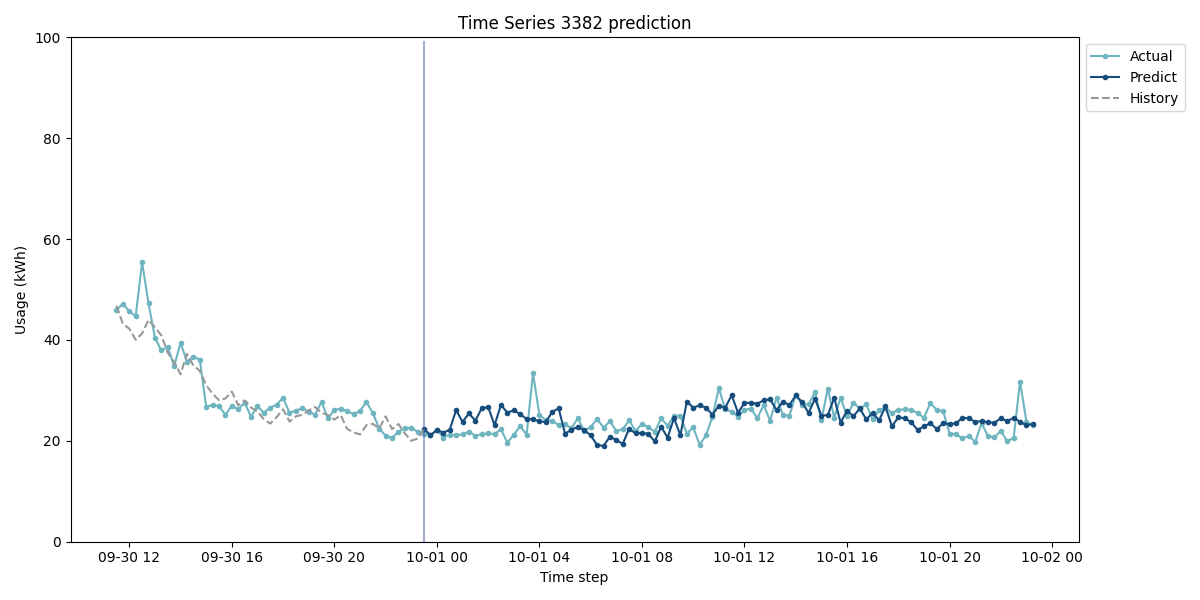 Time Series 3382 prediction
Usage (kWh)
100
80
60
40
20
0
09-30 12
09-30 16
09-30 20
10-01 00
10-01 04
10-01 08
10-01 12
10-01 16
10-01 20
10-02 00
Time step
Actual
Predict
History